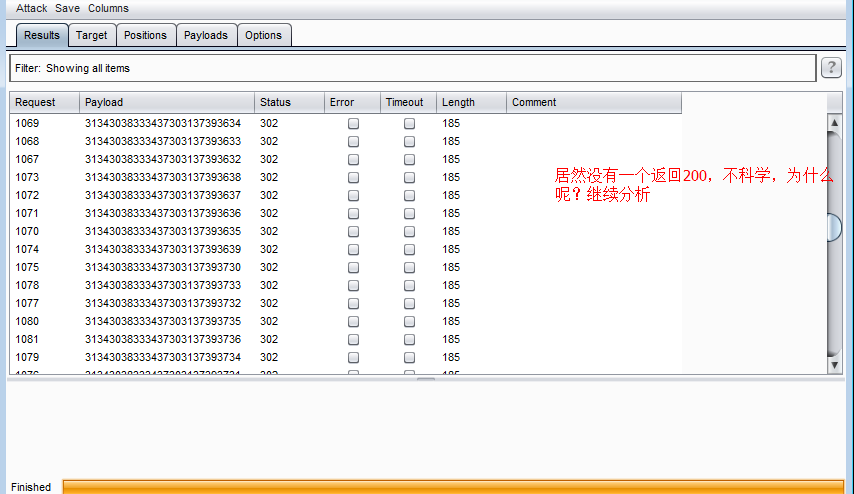 Attack Save Columns
Results Target Positions Payloads Options
Filter: Showing all items
?
Request Payload Status Error Timeout Length Comment
1069 31343038333437303137393634 302 185
1068 31343038333437303137393633 302 185
1067 31343038333437303137393632 302 185
1073 31343038333437303137393638 302 185
1072 31343038333437303137393637 302 185
1071 31343038333437303137393636 302 185
1070 31343038333437303137393635 302 185
1074 31343038333437303137393639 302 185
1075 31343038333437303137393730 302 185
1078 31343038333437303137393733 302 185
1077 31343038333437303137393732 302 185
1080 31343038333437303137393735 302 185
1081 31343038333437303137393736 302 185
1079 31343038333437303137393734 302 185
居然没有一个返回200，不科学，为什么
呢？继续分析
Finished